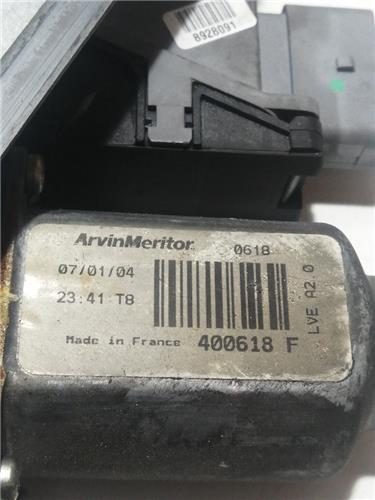 8928091
ArvinMeritor 0618
07/01/04
23:41 T8
Made in France 400618 F
LVE A2.0